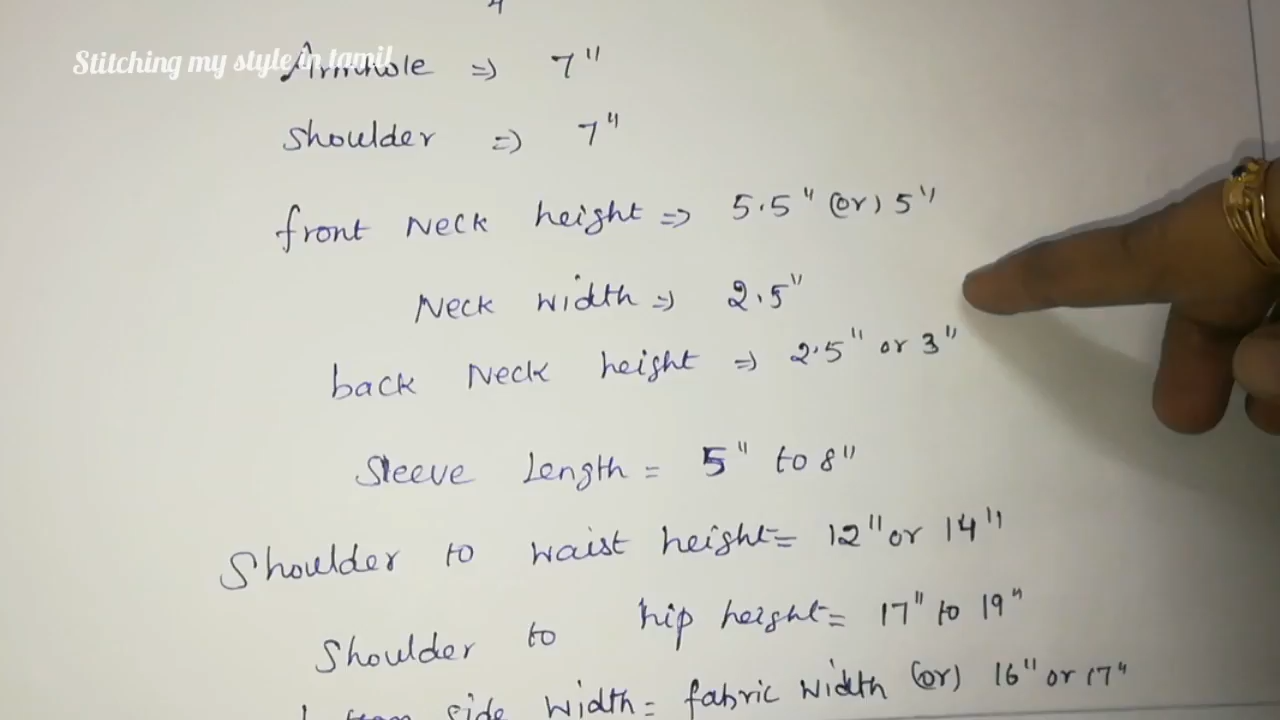 Stitching my style in tamil
Armhole => 7"
Shoulder => 7"
front Neck height => 5.5" (or) 5"
Neck width => 2.5"
back Neck height => 2.5" or 3"
Sleeve Length = 5" to 8"
Shoulder to waist height = 12" or 14"
Shoulder to hip height = 17" to 19"
side width = fabric width (or) 16" or 17"